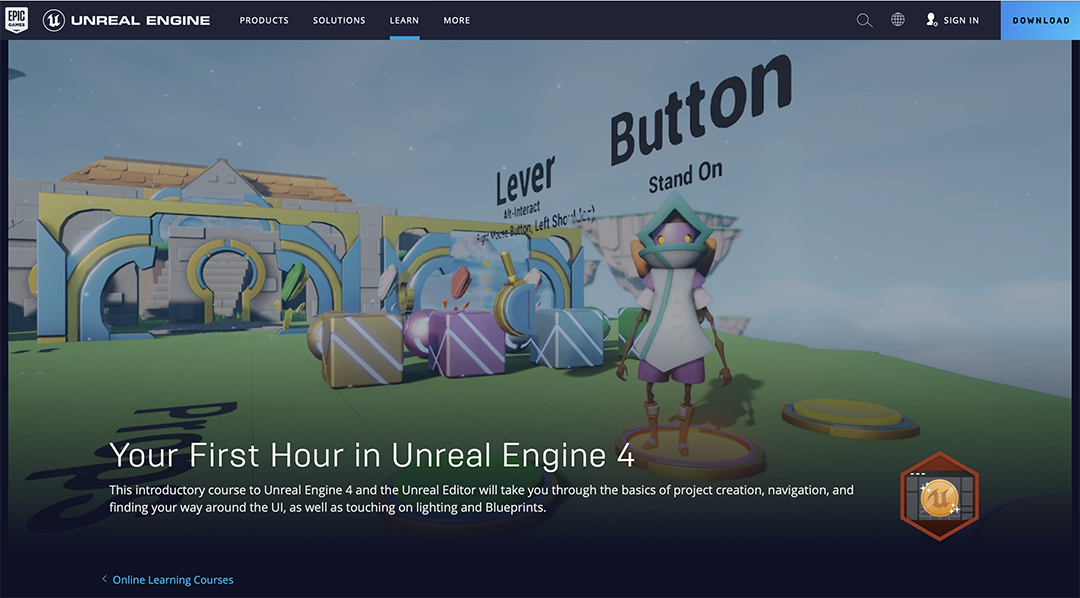 EPIC GAMES
UNREAL ENGINE
PRODUCTS
SOLUTIONS
LEARN
MORE
SIGN IN
DOWNLOAD
Button
Stand On
Lever
Alt-Interact
Right Mouse Button, Left Shoulder)
Props
Your First Hour in Unreal Engine 4
This introductory course to Unreal Engine 4 and the Unreal Editor will take you through the basics of project creation, navigation, and
finding your way around the UI, as well as touching on lighting and Blueprints.
Online Learning Courses